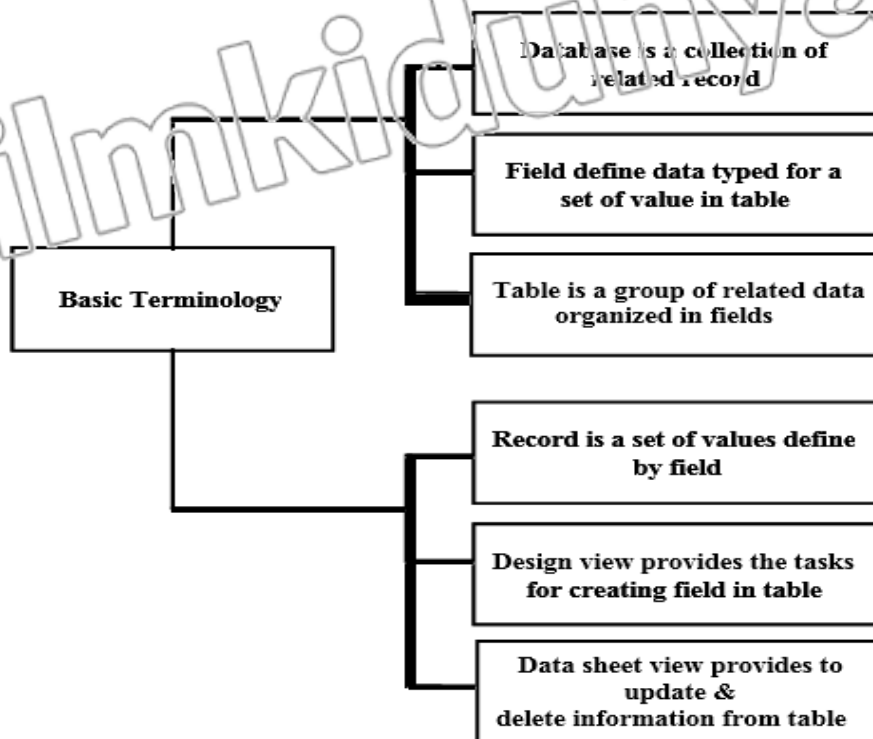 Database is a collection of
related record
Field define data typed for a
set of value in table
Basic Terminology
Table is a group of related data
organized in fields
Record is a set of values define
by field
Design view provides the tasks
for creating field in table
Data sheet view provides to
update &
delete information from table
ilmkidunya